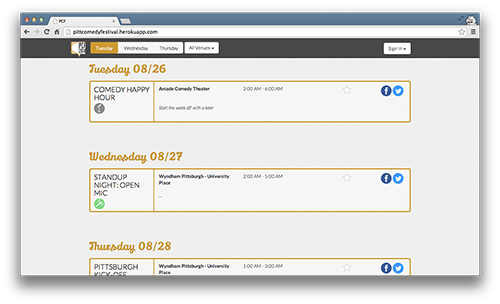 PCF
pittcomedyfestival.herokuapp.com
Tuesday Wednesday Thursday All Venues Sign in
Tuesday 08/26
COMEDY HAPPY
HOUR
Arcade Comedy Theater
2:00 AM - 6:00 AM
Start the week off with a beer
Wednesday 08/27
STANDUP
NIGHT: OPEN
MIC
Wyndham Pittsburgh - University
Place
2:00 AM - 5:00 AM
...
Thursday 08/28
PITTSBURGH
KICK-OFF
Wyndham Pittsburgh - University
Place
1:00 AM - 3:00 AM